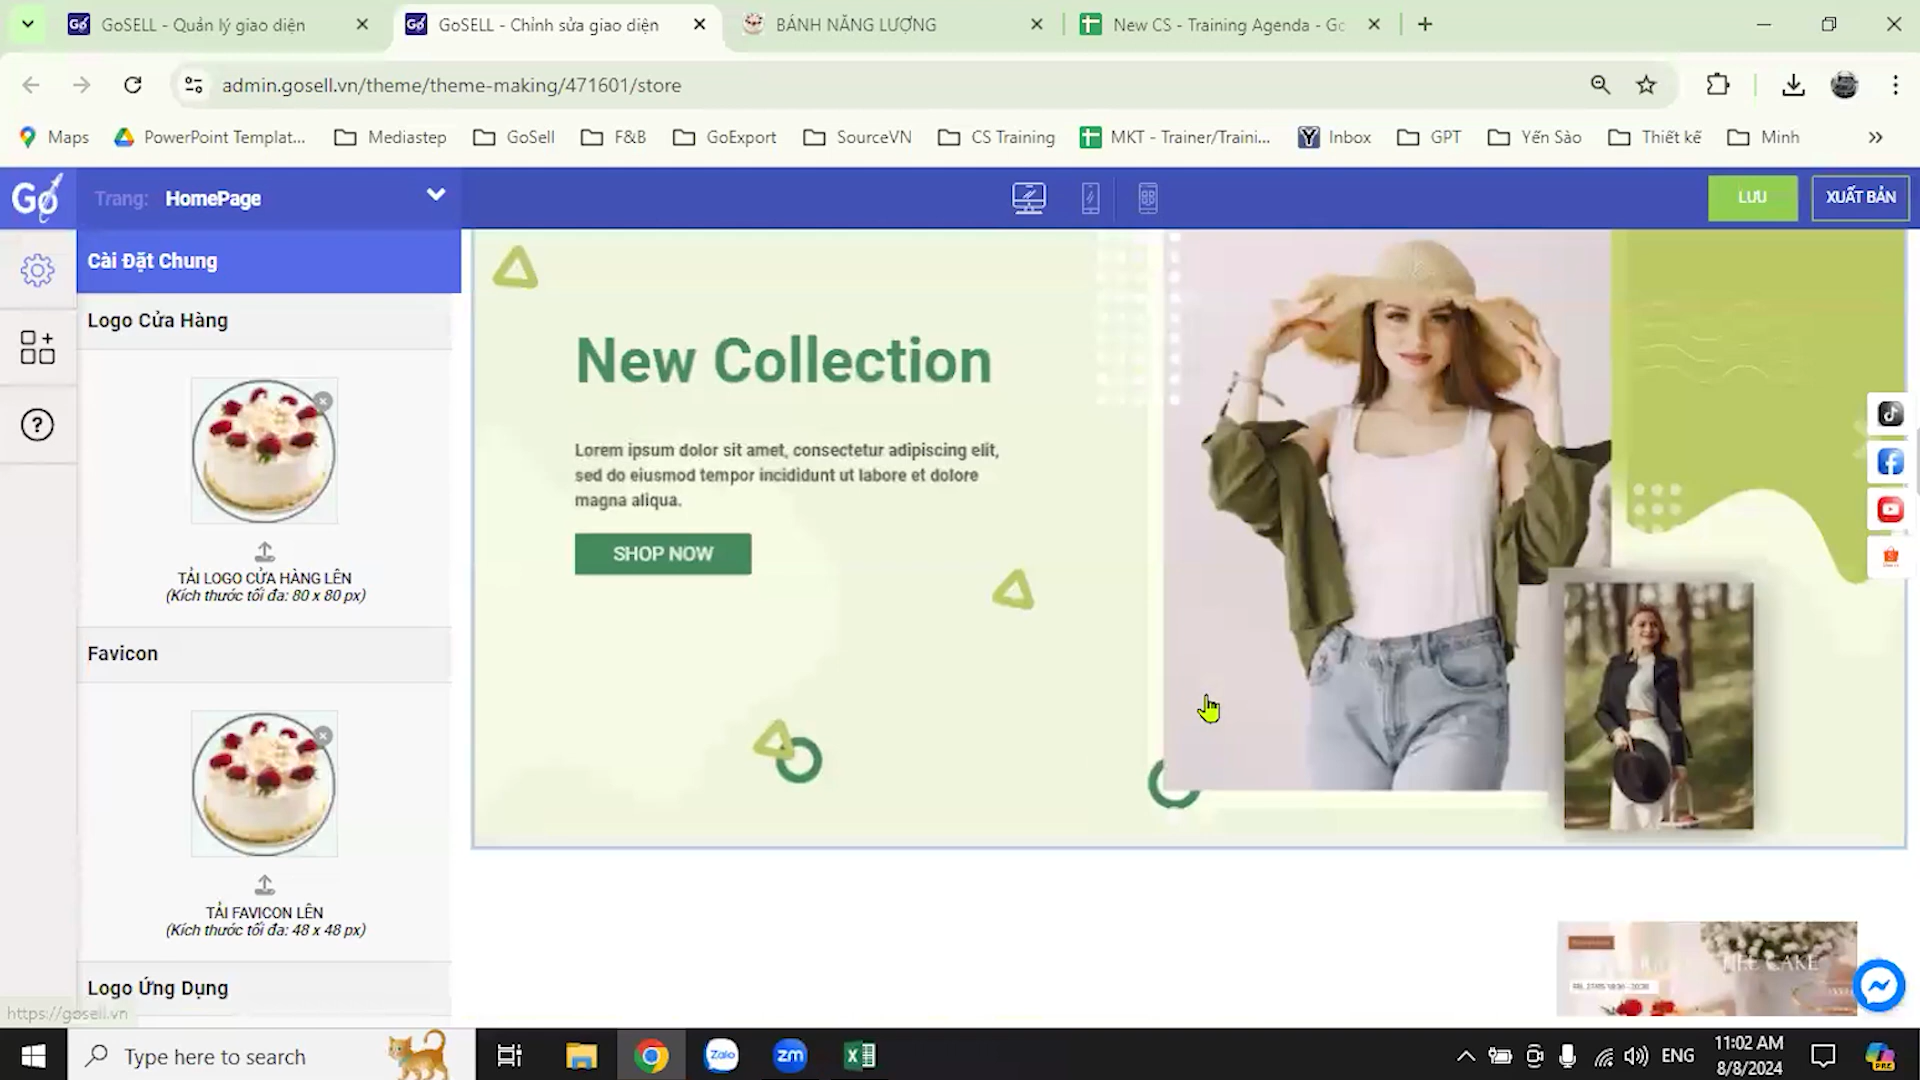 GoSELL - Quản lý giao diện
GoSELL - Chỉnh sửa giao diện
BÁNH NĂNG LƯỢNG
New CS - Training Agenda - Go
admin.gosell.vn/theme/theme-making/471601/store
Maps
PowerPoint Templat...
Mediastep
GoSell
F&B
GoExport
SourceVN
CS Training
MKT - Trainer/Traini...
Inbox
GPT
Yến Sào
Thiết kế
Minh
Go
Trang: HomePage
LƯU
XUẤT BẢN
Cài Đặt Chung
Logo Cửa Hàng
TẢI LOGO CỬA HÀNG LÊN
(Kích thước tối đa: 80 x 80 px)
Favicon
TẢI FAVICON LÊN
(Kích thước tối đa: 48 x 48 px)
Logo Ứng Dụng
New Collection
Lorem ipsum dolor sit amet, consectetur adipiscing elit,
sed do eiusmod tempor incididunt ut labore et dolore
magna aliqua.
SHOP NOW
CAKE
https://gosell.vn
Type here to search
Zalo
zm
ENG
11:02 AM
8/8/2024